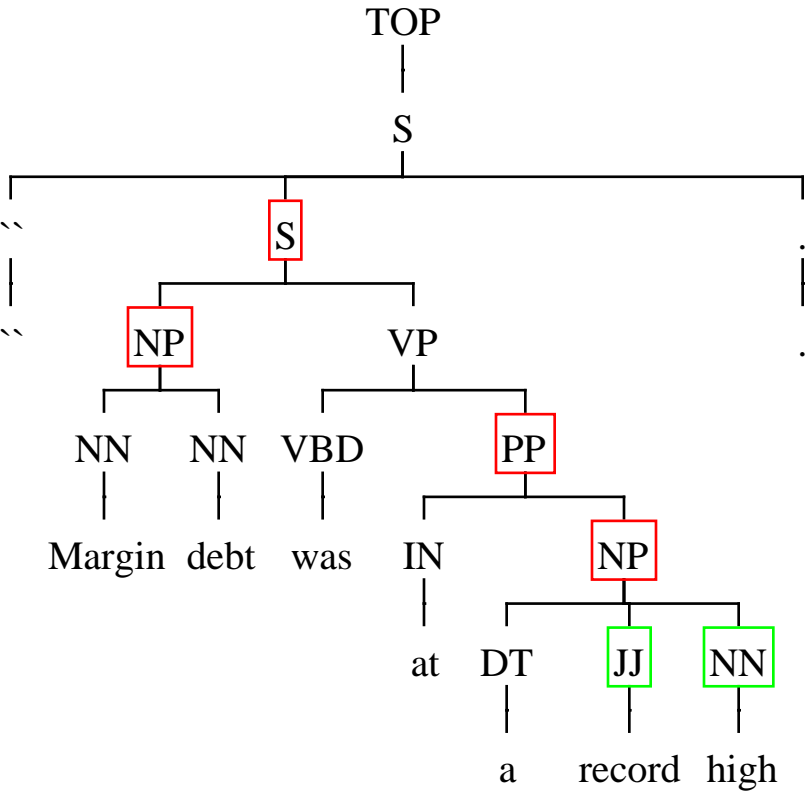 TOP
S
`` S .
`` NP VP .
NN NN VBD PP
Margin debt was IN NP
at DT JJ NN
a record high